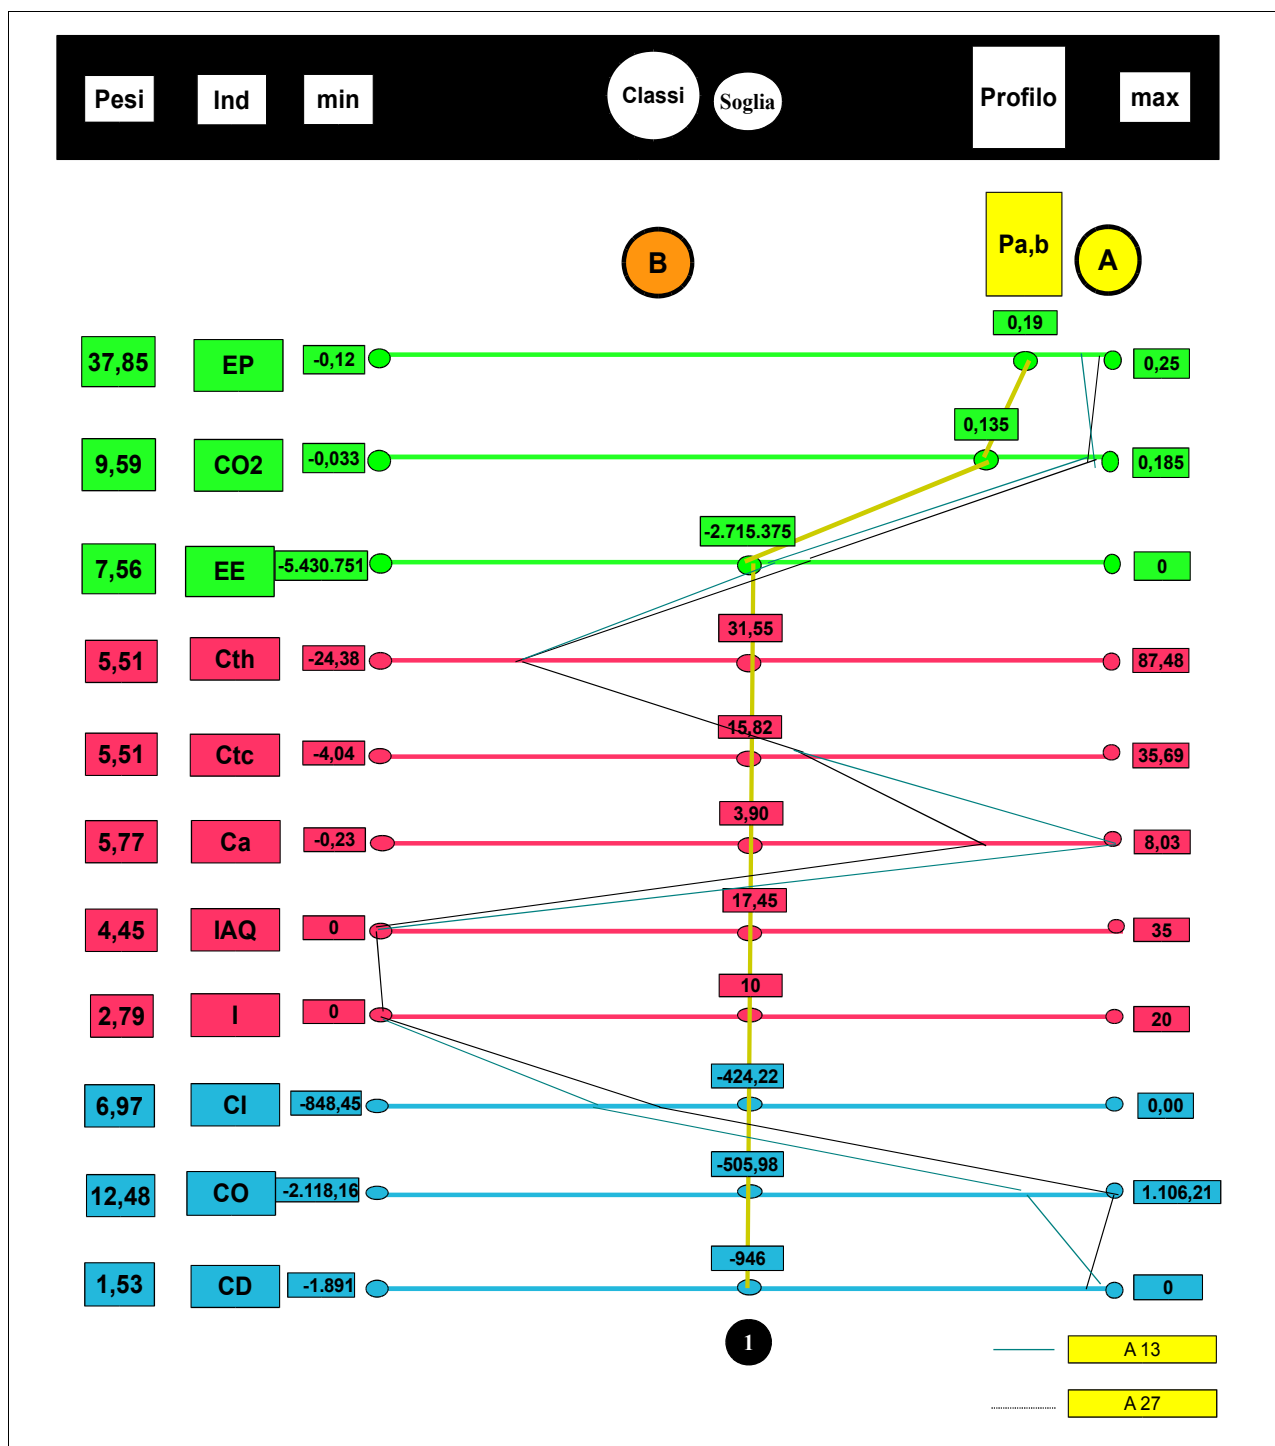 Pesi Ind min Classi Soglia Profilo max
B Pa,b A
0,19
37,85 EP -0,12 0,25
0,135
9,59 CO2 -0,033 0,185
-2.715.375
7,56 EE -5.430.751 0
31,55
5,51 Cth -24,38 87,48
15,82
5,51 Ctc -4,04 35,69
3,90
5,77 Ca -0,23 8,03
17,45
4,45 IAQ 0 35
10
2,79 I 0 20
-424,22
6,97 CI -848,45 0,00
-505,98
12,48 CO -2.118,16 1.106,21
-946
1,53 CD -1.891 0
1
A 13
A 27